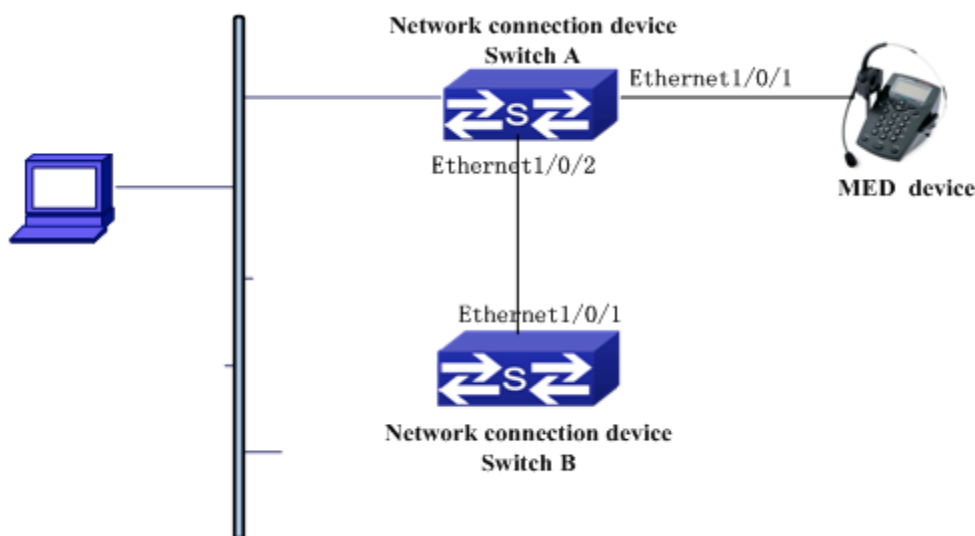 Network connection device
Switch A
Ethernet1/0/1
S
Ethernet1/0/2
MED device
Ethernet1/0/1
S
Network connection device
Switch B